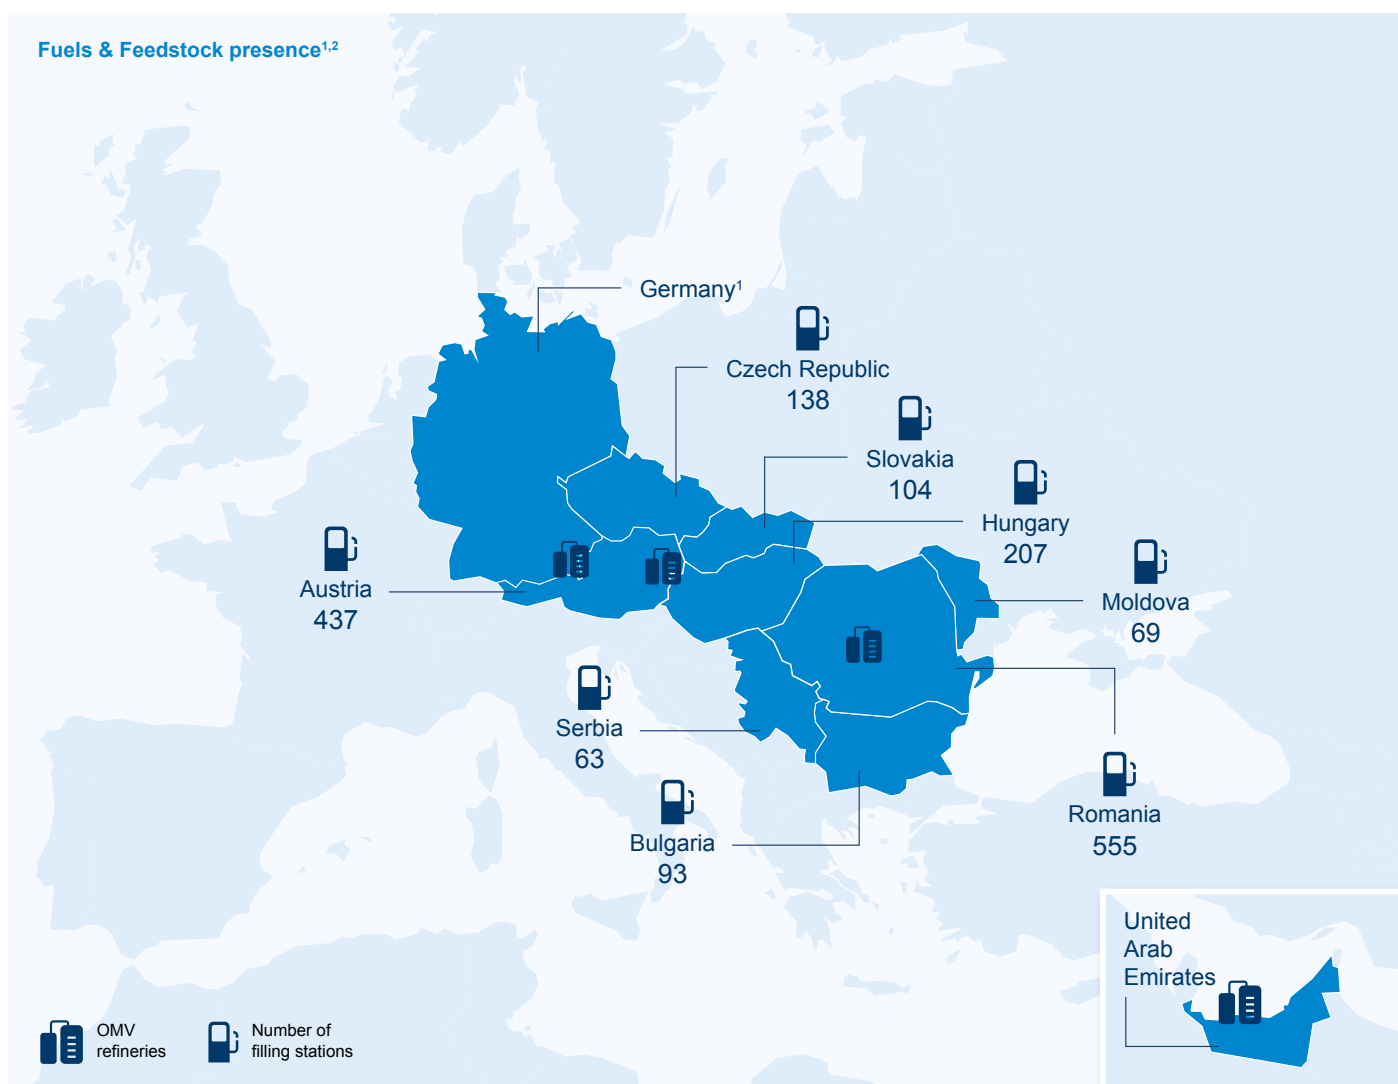 Fuels & Feedstock presence1,2
Germany1
Czech Republic
138
Slovakia
104
Hungary
207
Austria
437
Moldova
69
Serbia
63
Romania
555
Bulgaria
93
United
Arab
Emirates
OMV
refineries
Number of
filling stations